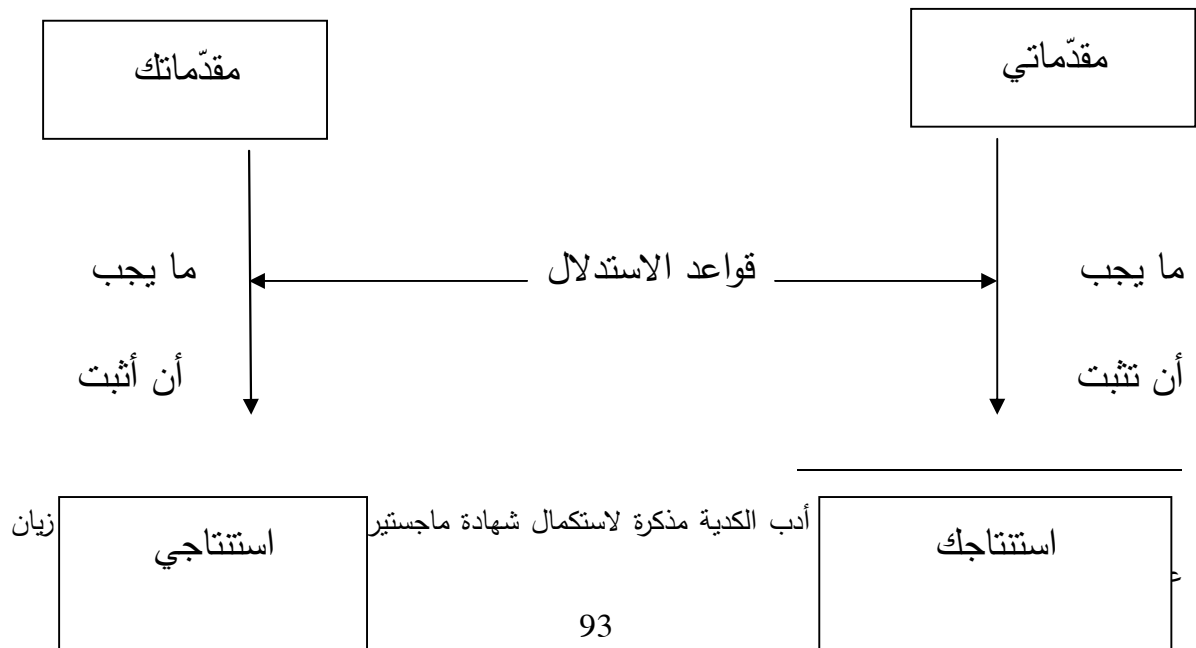 مقدّماتي
مقدّماتك
ما يجب
قواعد الاستدلال
ما يجب
أن تثبت
أن أثبت
استنتاجك
أدب الكدية مذكرة لاستكمال شهادة ماجستير
استنتاجي
زيان
93